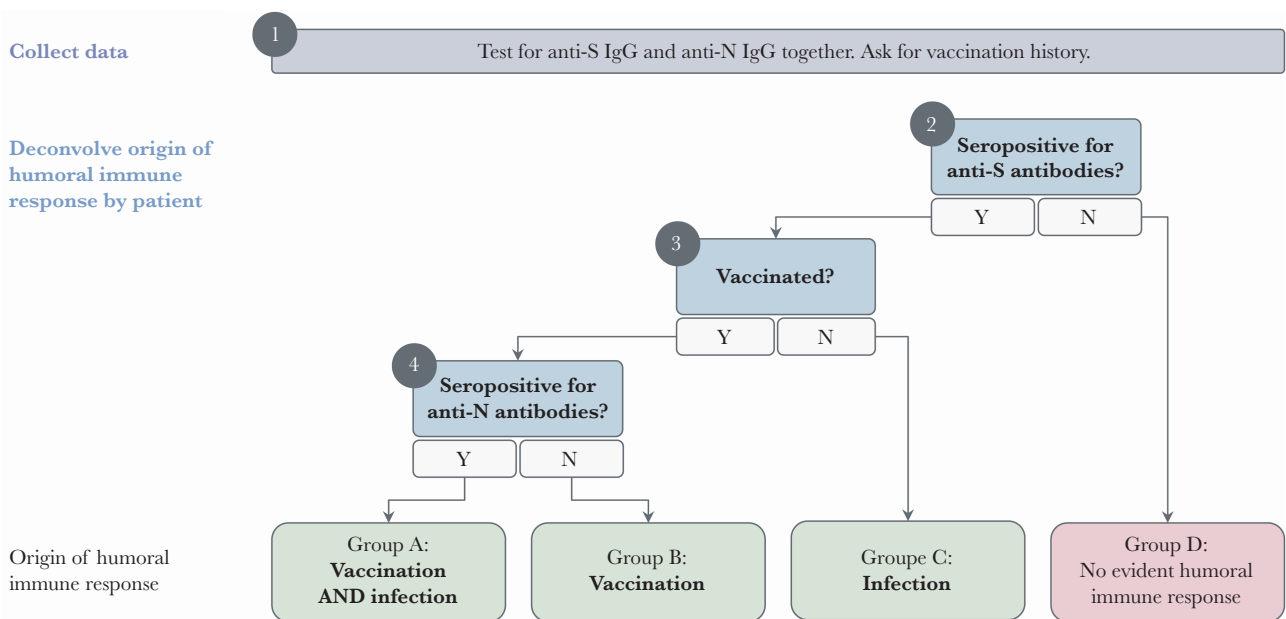 Collect data
1
Test for anti-S IgG and anti-N IgG together. Ask for vaccination history.
Deconvolve origin of
humoral immune
response by patient
2
Seropositive for
anti-S antibodies?
Y
N
3
Vaccinated?
Y
N
4
Seropositive for
anti-N antibodies?
Y
N
Origin of humoral
immune response
Group A:
Vaccination
AND infection
Group B:
Vaccination
Groupe C:
Infection
Group D:
No evident humoral
immune response